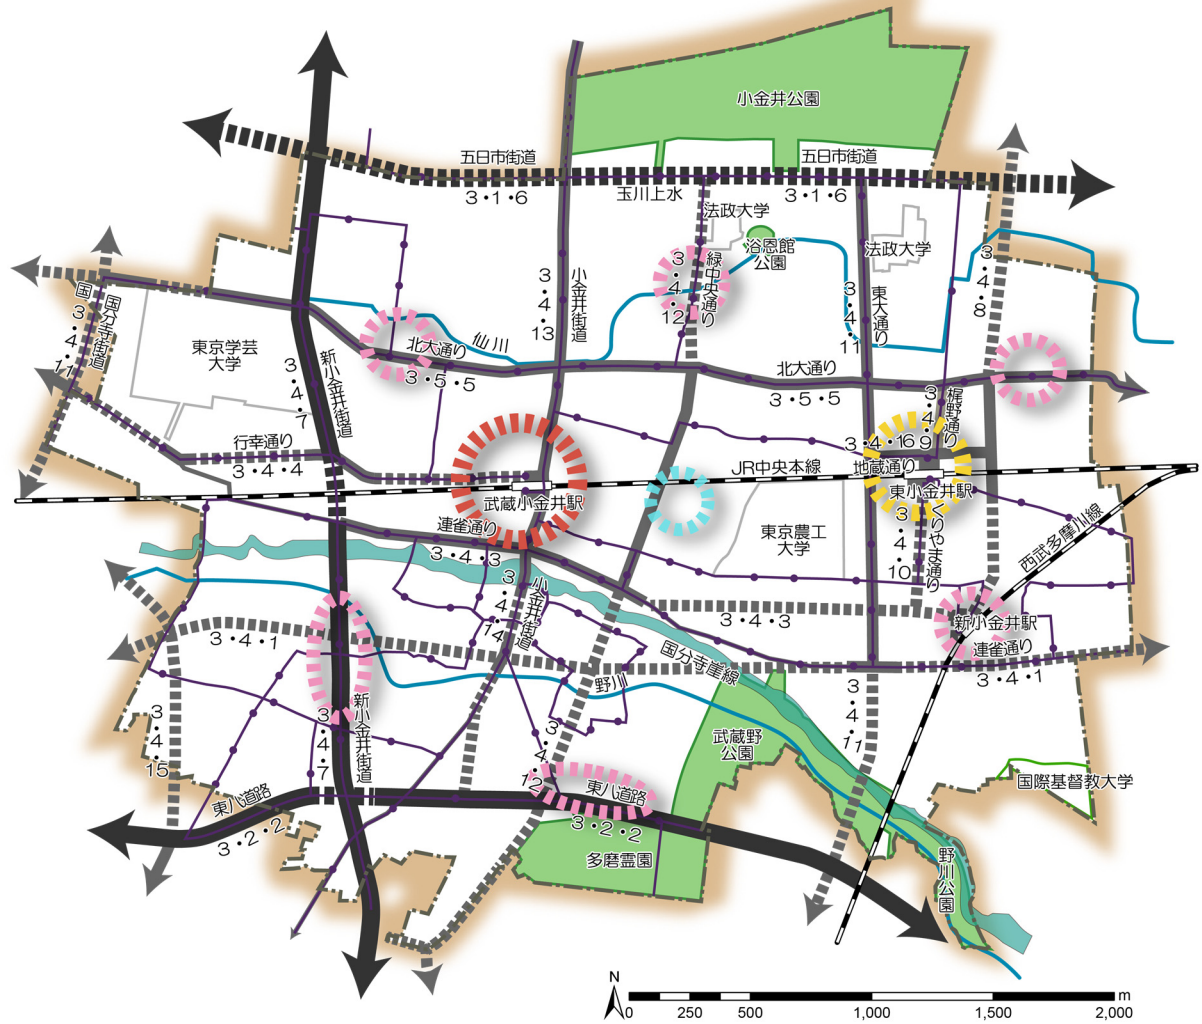 小金井公園
五日市街道
五日市街道
3・1・6
玉川上水
3・1・6
法政大学
法政大学
浴恩館
公園
緑中央通り
3・4・12
小金井街道
3・4・13
東大通り
3・4・11
3・4・8
国分寺街道
国3・4・11
東京学芸
大学
新小金井街道
3・4・7
北大通り
3・5・5
仙川
北大通り
3・5・5
梶野通り
3・4・9
3・4・16
地蔵通り
行幸通り
3・4・4
JR中央本線
武蔵小金井駅
東小金井駅
連雀通り
3・4・3
東京農工
大学
くりやま通り
3・4・10
西武多摩川線
小金井街道
3・4・14
3・4・3
新小金井駅
連雀通り
3・4・1
3・4・1
国分寺崖線
野川
3・4・15
新小金井街道
3・4・7
3・4・12
3・4・11
武蔵野
公園
国際基督教大学
東八道路
3・2・2
東八道路
3・2・2
多磨霊園
野川公園
N
m
0
250
500
1,000
1,500
2,000